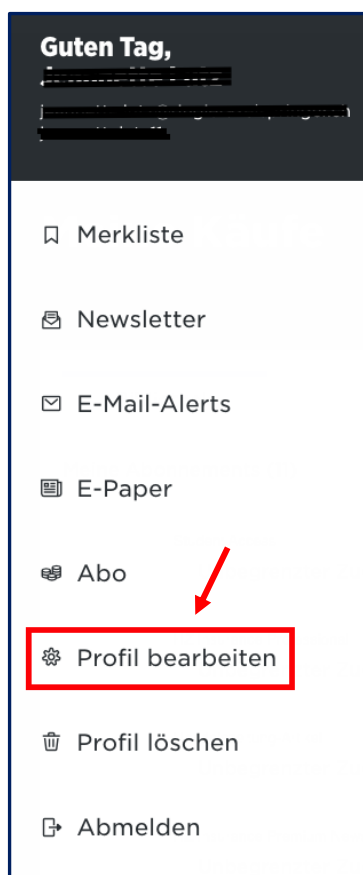 Guten Tag,
Merkliste
Newsletter
E-Mail-Alerts
E-Paper
Abo
Profil bearbeiten
Profil löschen
Abmelden